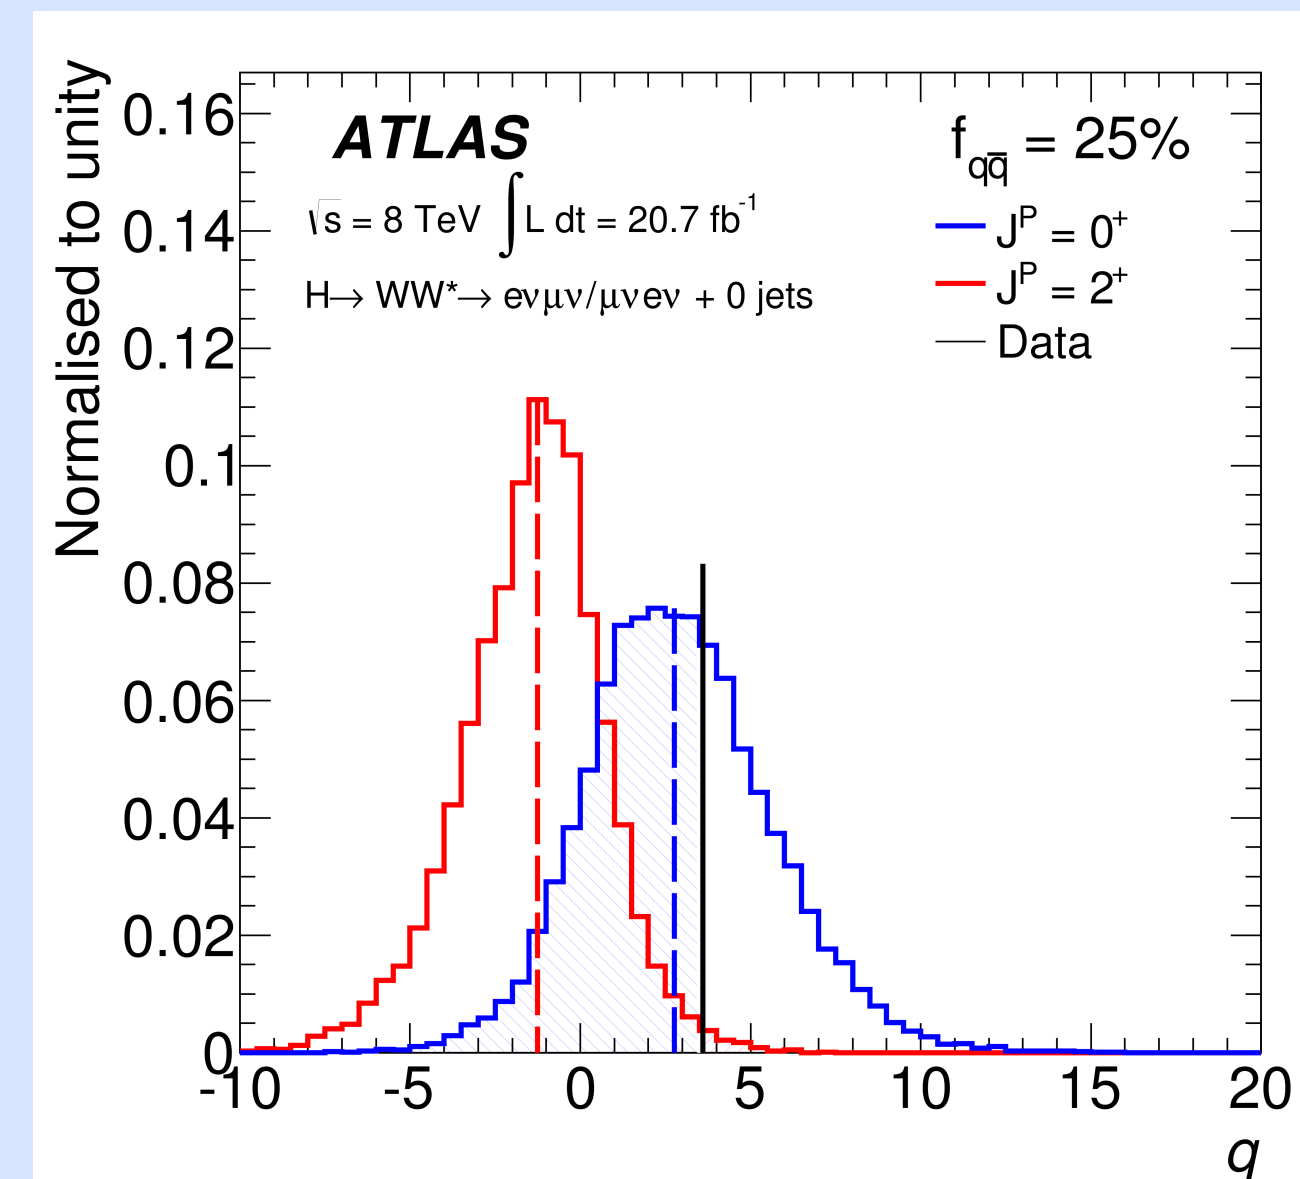 Normalised to unity
0.16
0.14
0.12
0.1
0.08
0.06
0.04
0.02
0
ATLAS
√s = 8 TeV ∫L dt = 20.7 fb⁻¹
H→ WW*→ eνμν/μνeν + 0 jets
f_qq̅ = 25%
Jᴾ = 0⁺
Jᴾ = 2⁺
Data
-10 -5 0 5 10 15 20
q